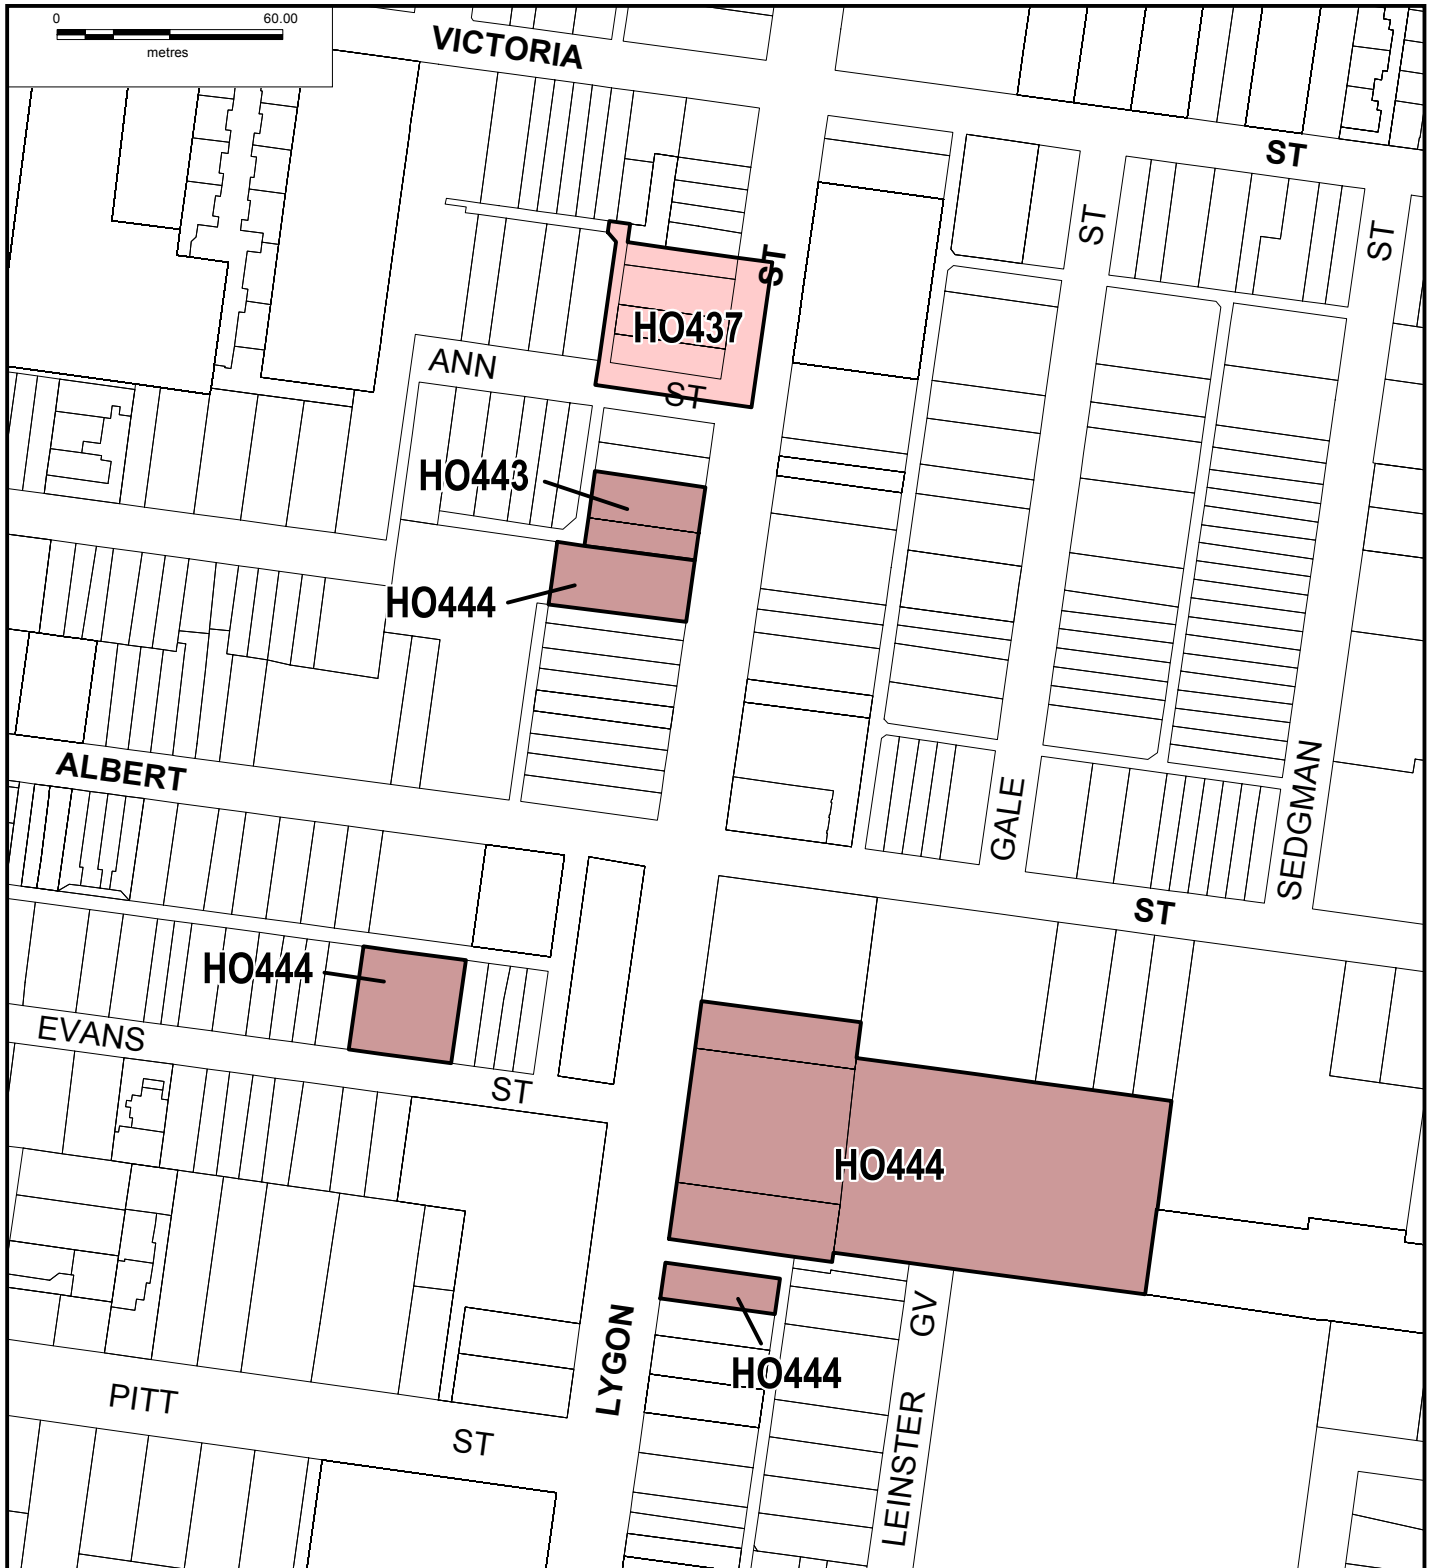 0 60.00
metres
VICTORIA
ST
ST
ST
ST
HO437
ANN
ST
HO443
HO444
ALBERT
GALE
SEDGMAN
ST
HO444
EVANS
ST
HO444
GV
LYGON
HO444
LEINSTER
PITT
ST